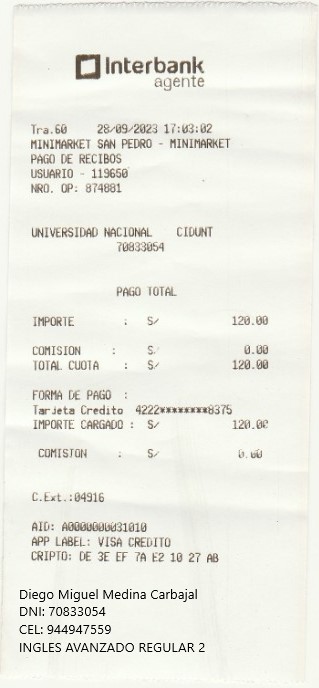 Interbank
agente
Tra.60 28/09/2023 17:03:02
MINIMARKET SAN PEDRO - MINIMARKET
PAGO DE RECIBOS
USUARIO - 119650
NRO. OP: 874881
UNIVERSIDAD NACIONAL CIDUNT
70833054
PAGO TOTAL
IMPORTE : S/ 120.00
COMISION : S/ 0.00
TOTAL CUOTA : S/ 120.00
FORMA DE PAGO :
Tarjeta Credito 4222********8375
IMPORTE CARGADO : S/ 120.00
COMISION : S/ 0.00
C.Ext.:04916
AID: A0000000031010
APP LABEL: VISA CREDITO
CRIPTO: DE 3E EF 7A E2 10 27 AB
Diego Miguel Medina Carbajal
DNI: 70833054
CEL: 944947559
INGLES AVANZADO REGULAR 2